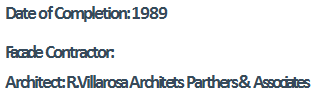 Date of Completion: 1989
Facade Contractor:
Architect: R.Villarosa Architets Parthers & Associates